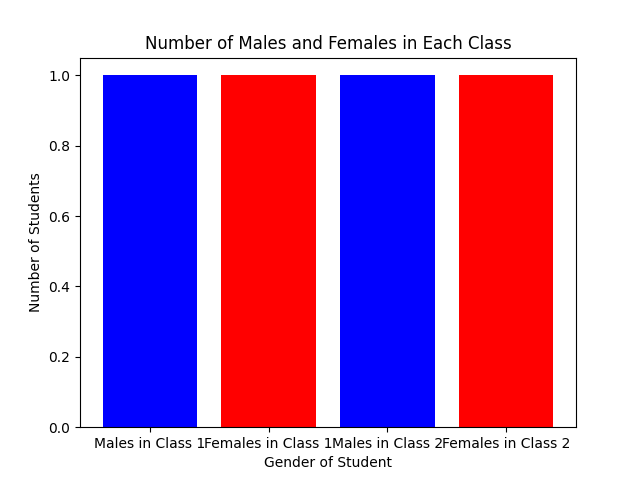 Number of Males and Females in Each Class
1.0
0.8
0.6
0.4
0.2
0.0
Number of Students
Males in Class 1 Females in Class 1 Males in Class 2 Females in Class 2
Gender of Student